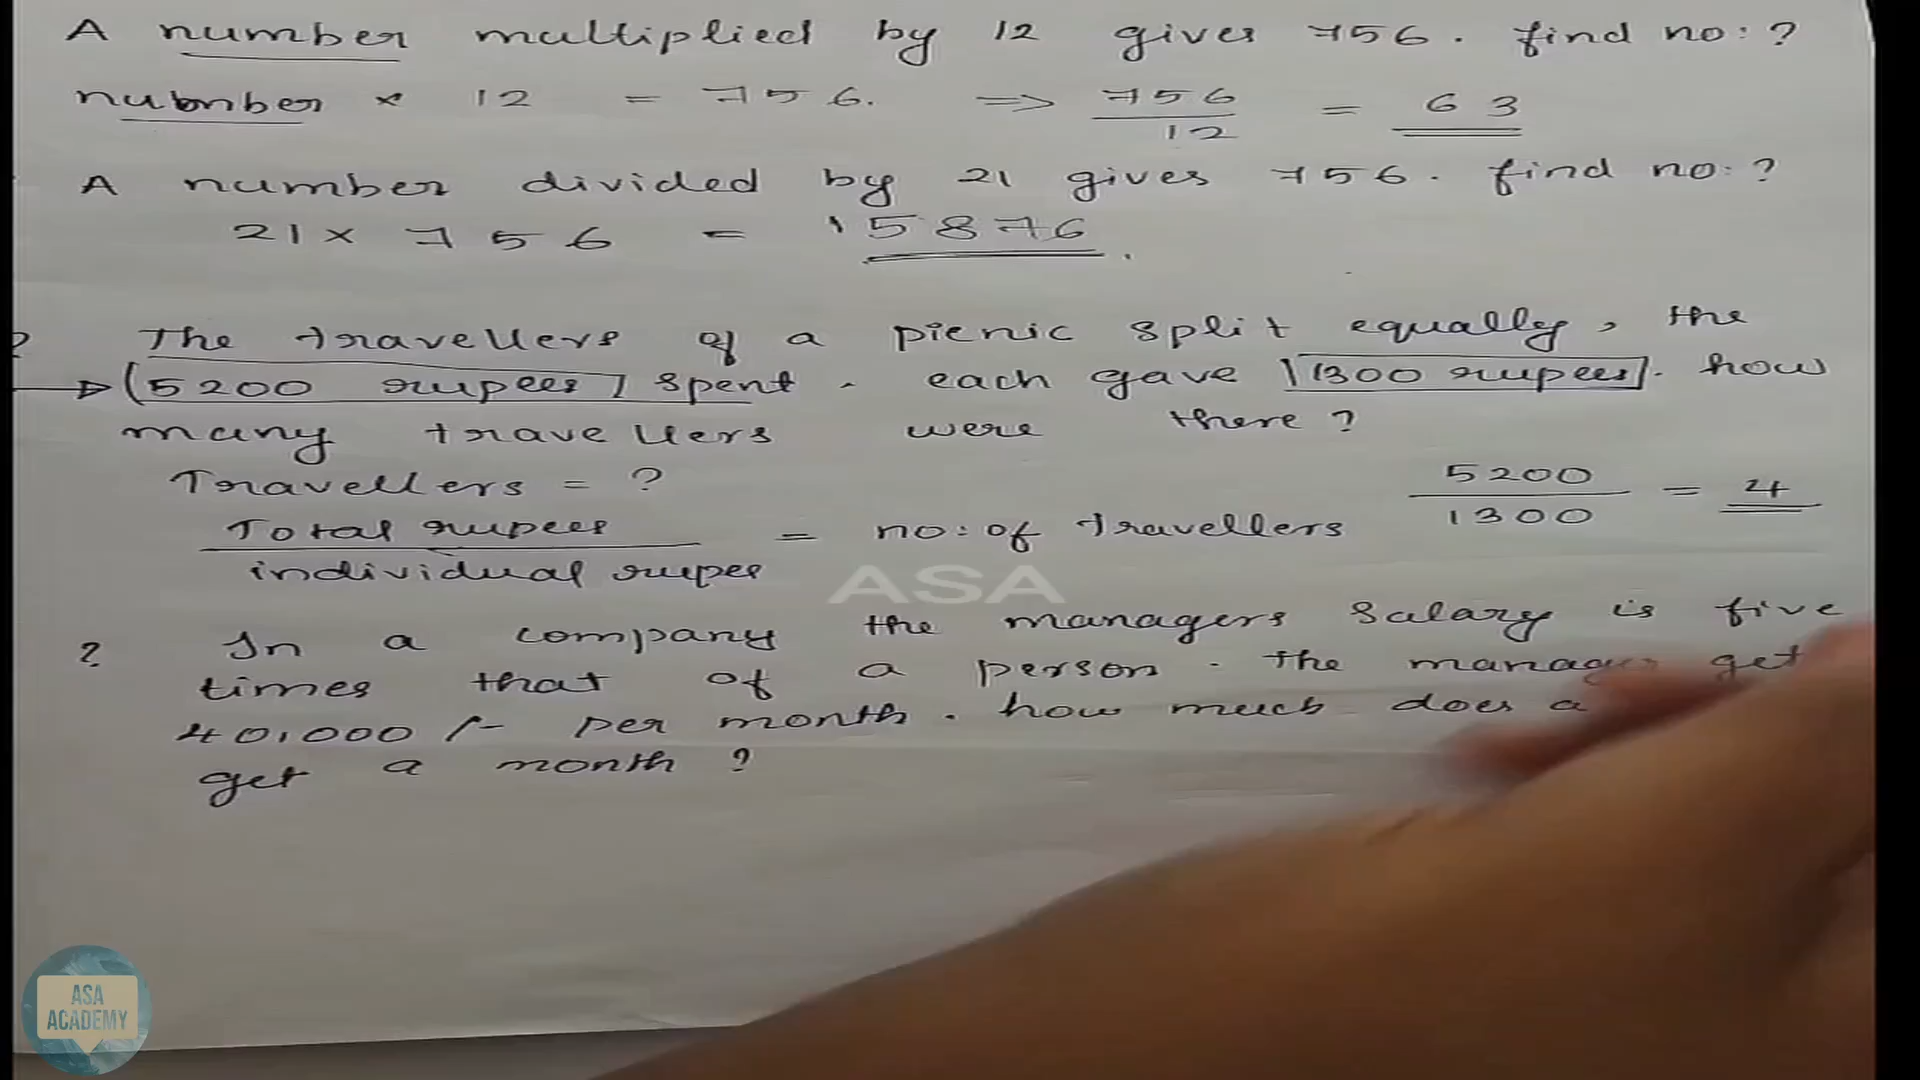 A number multiplied by 12 gives 756. find no:?
number × 12 = 756. => 756/12 = 63
A number divided by 21 gives 756. find no:?
21 × 756 = 15876.
? The travellers of a picnic split equally, the
(5200 rupees) spent. each gave 1300 rupees. how
many travellers were there?
Travellers = ?
Total rupees / individual rupee = no: of travellers 5200/1300 = 4
ASA
? In a company the managers salary is five
times that of a person. The manager get
40,000/- per month. how much does a
get a month?
ASA
ACADEMY